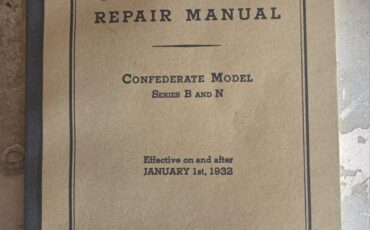 REPAIR MANUAL
CONFEDERATE MODEL
SERIES B AND N
Effective on and after
JANUARY 1st, 1932